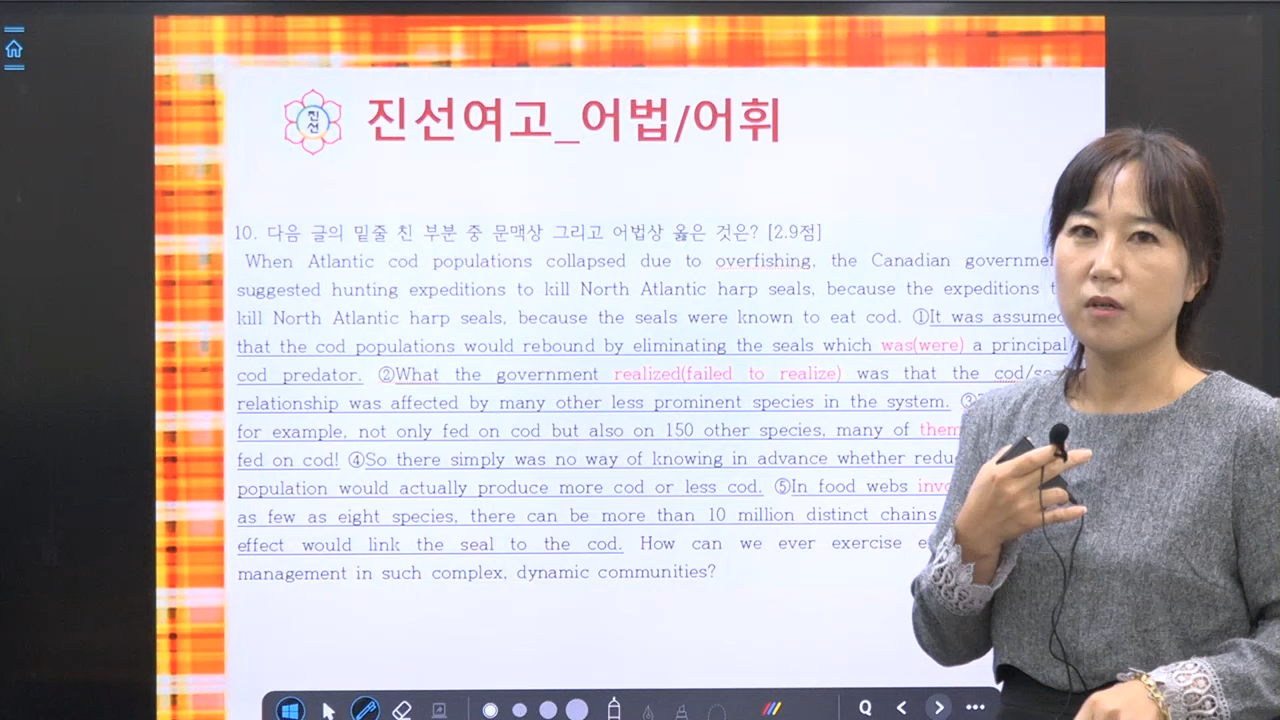 진선
진선여고_어법/어휘
10. 다음 글의 밑줄 친 부분 중 문맥상 그리고 어법상 옳은 것은? [2.9점]
When Atlantic cod populations collapsed due to overfishing, the Canadian
suggested hunting expeditions to kill North Atlantic harp seals, because the expeditions
kill North Atlantic harp seals, because the seals were known to eat cod. ①It was
that the cod populations would rebound by eliminating the seals which was(were) a principal
cod predator. ②What the government realized(failed to realize) was that the
relationship was affected by many other less prominent species in the system. ③
for example, not only fed on cod but also on 150 other species, many of
fed on cod! ④So there simply was no way of knowing in advance whether
population would actually produce more cod or less cod. ⑤In food webs
as few as eight species, there can be more than 10 million distinct chains
effect would link the seal to the cod. How can we ever exercise
management in such complex, dynamic communities?